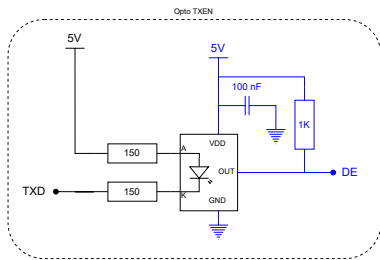 Opto TXEN
5V
5V
100 nF
1K
VDD
A
150
OUT
DE
TXD
150
K
GND